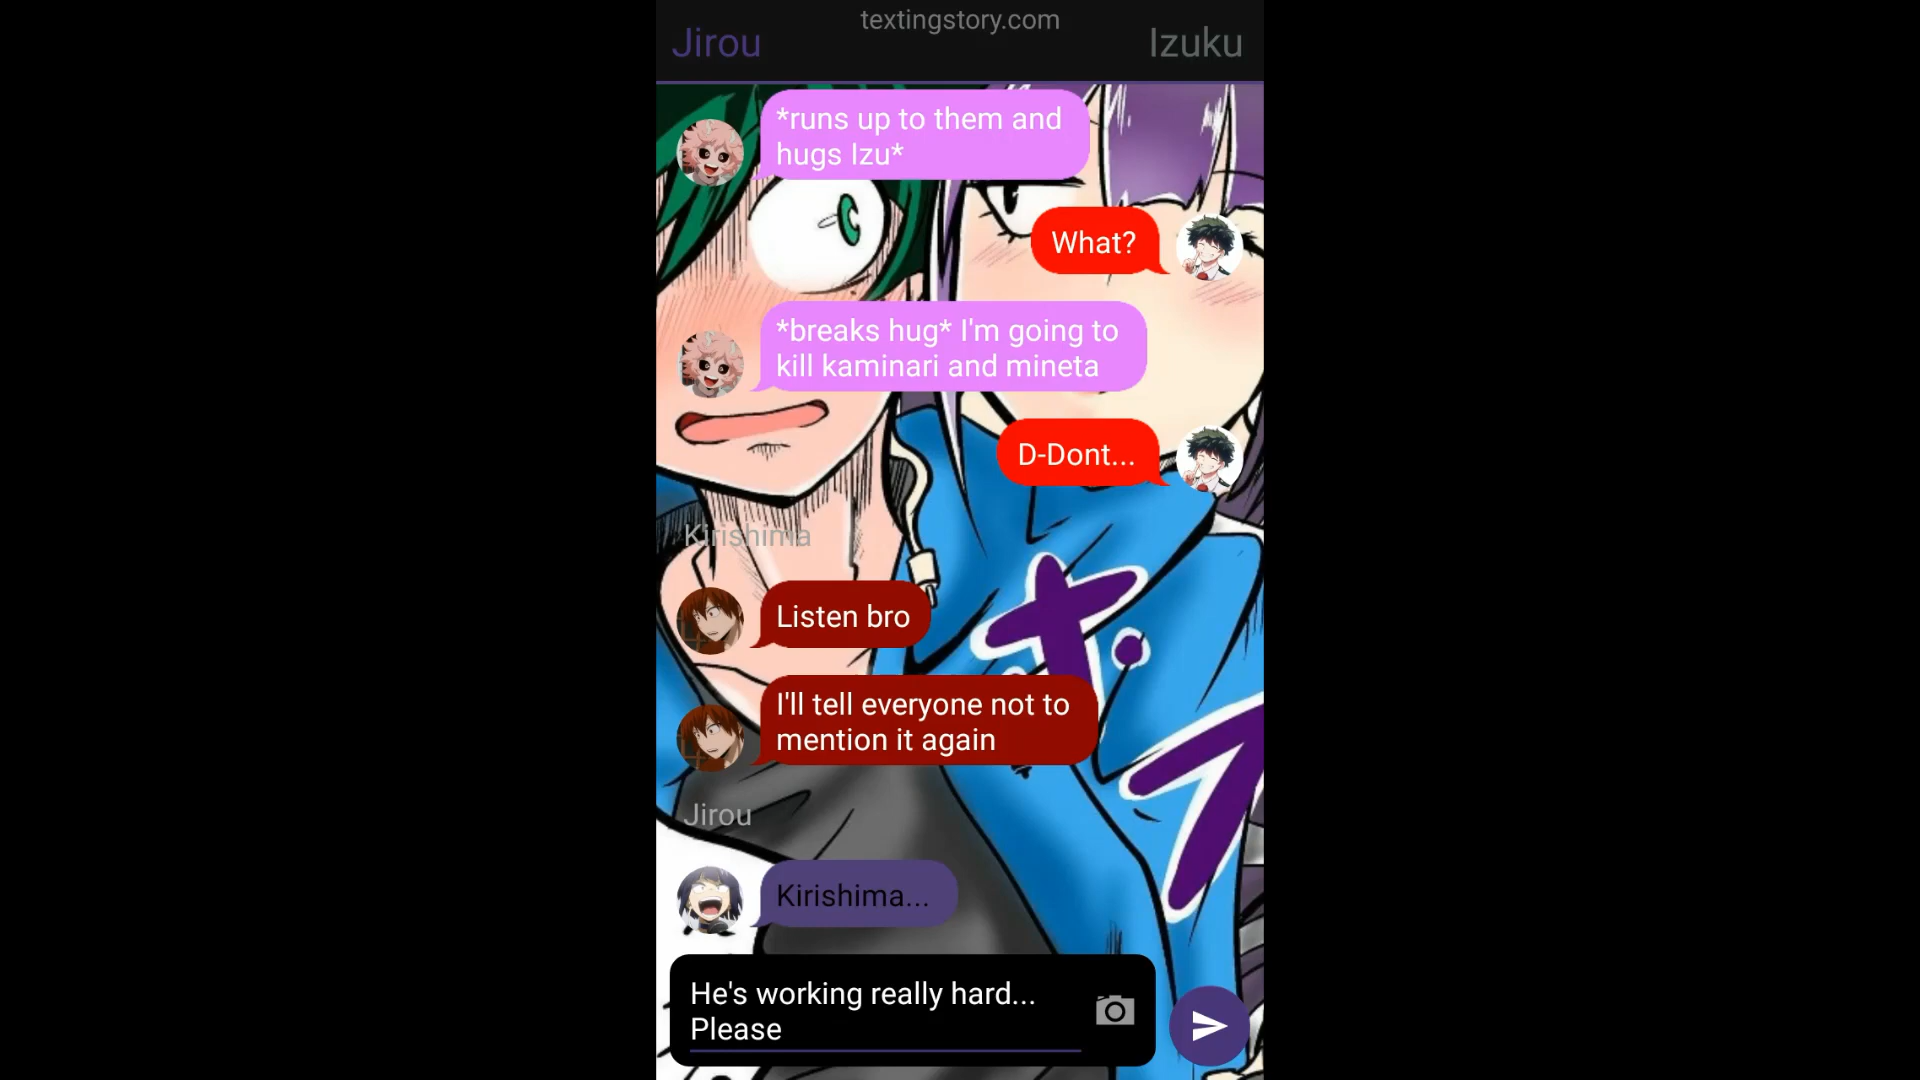 textingstory.com
Jirou
Izuku
*runs up to them and
hugs Izu*
What?
*breaks hug* I'm going to
kill kaminari and mineta
D-Dont...
Kirishima
Listen bro
I'll tell everyone not to
mention it again
Jirou
Kirishima...
He's working really hard...
Please